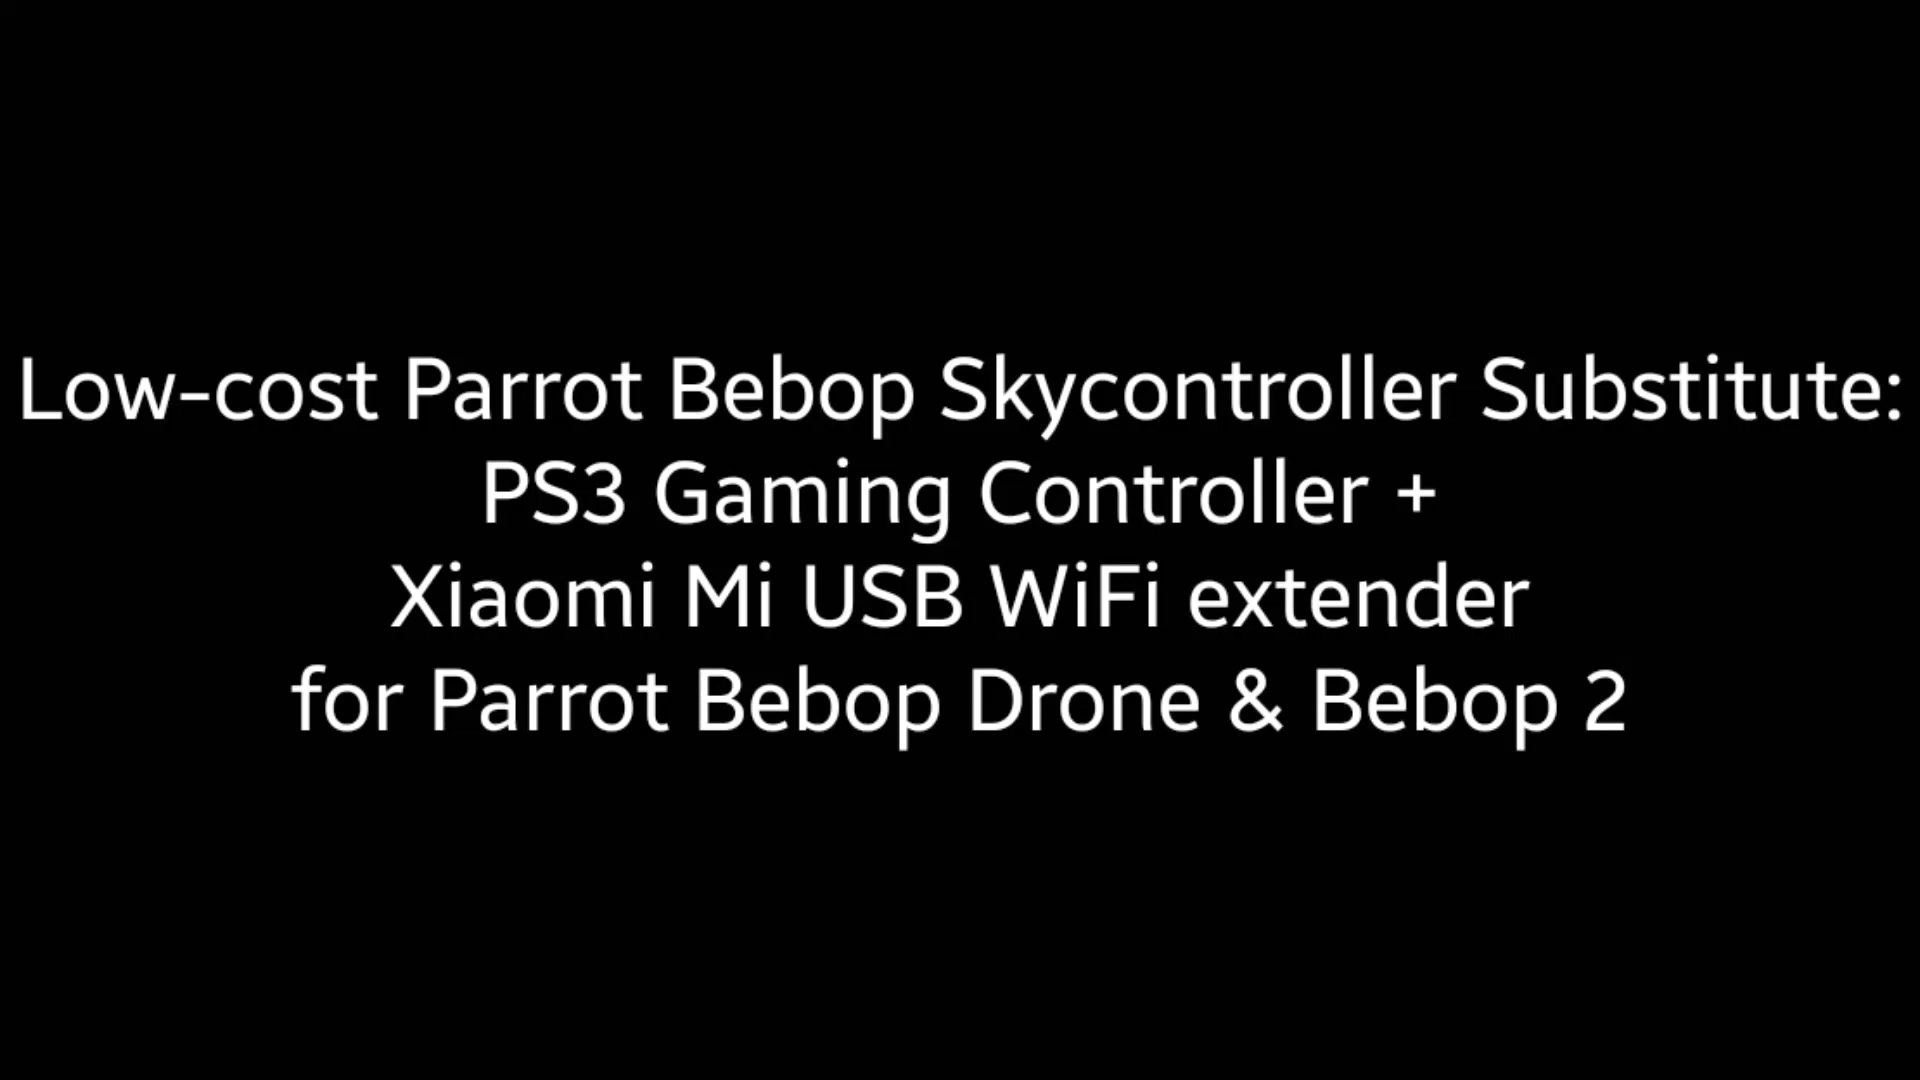 Low-cost Parrot Bebop Skycontroller Substitute:
PS3 Gaming Controller +
Xiaomi Mi USB WiFi extender
for Parrot Bebop Drone & Bebop 2